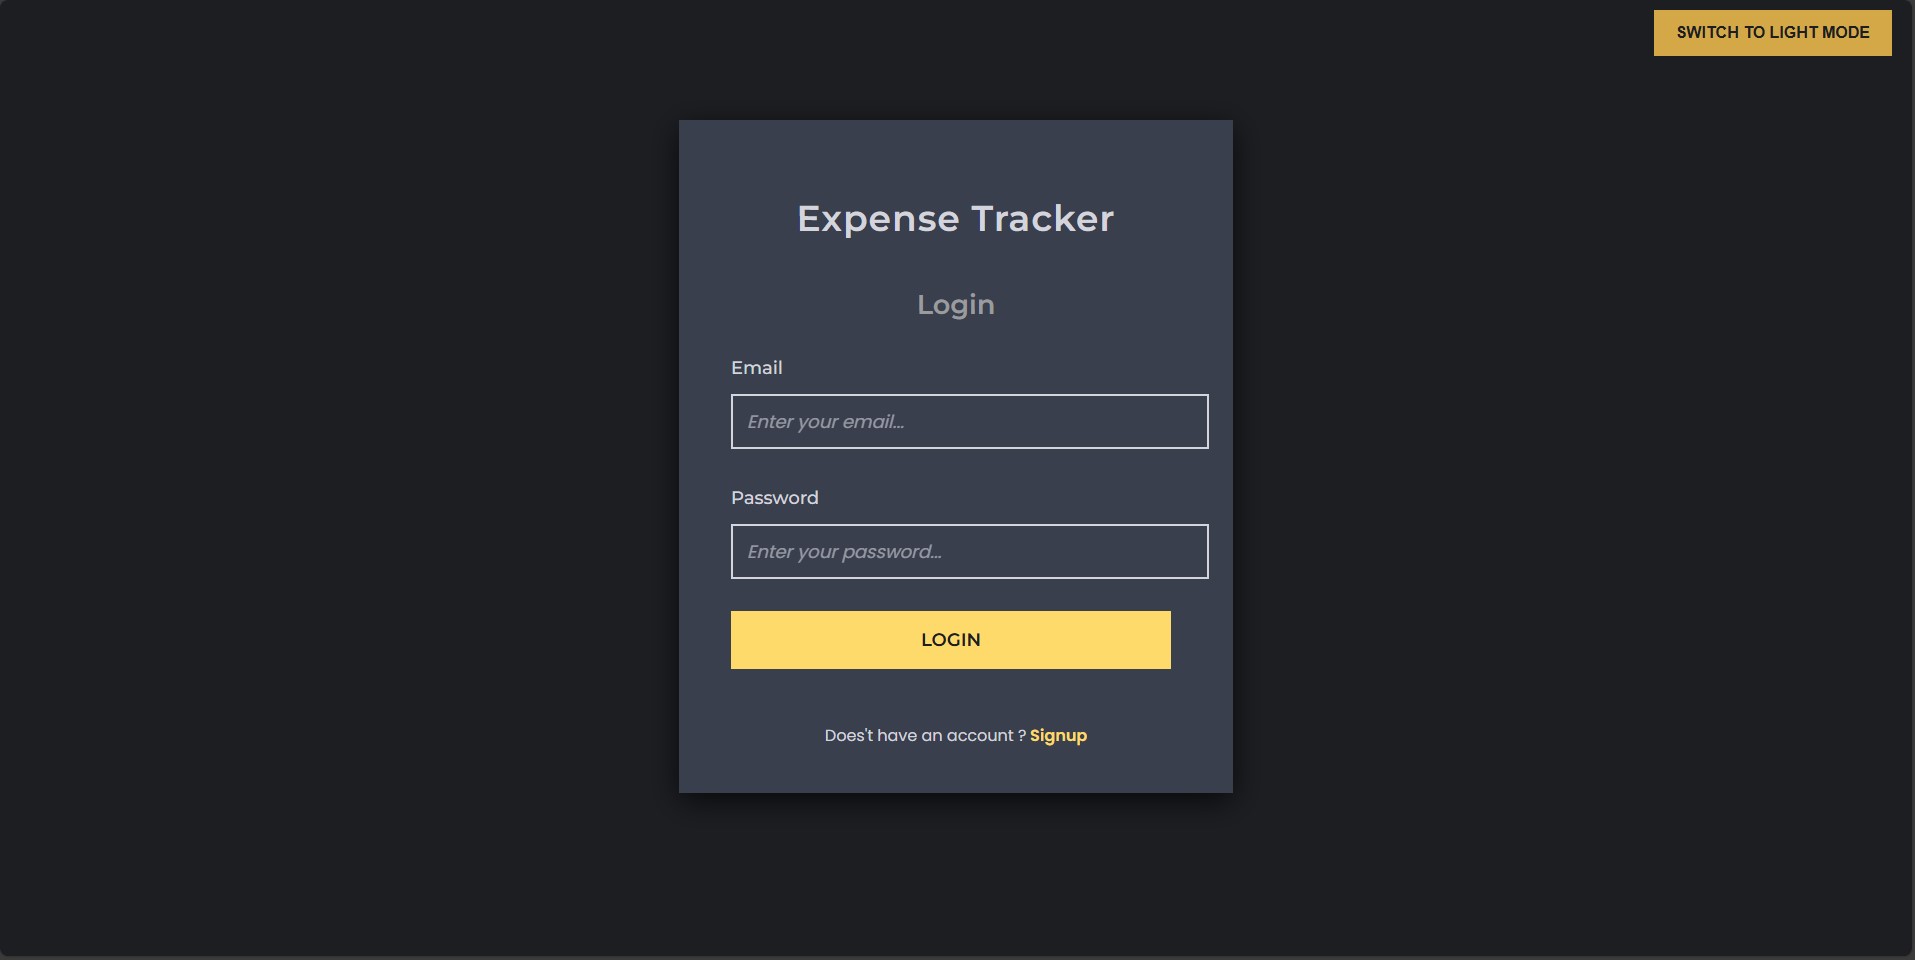 SWITCH TO LIGHT MODE
Expense Tracker
Login
Email
Enter your email...
Password
Enter your password...
LOGIN
Does't have an account ? Signup